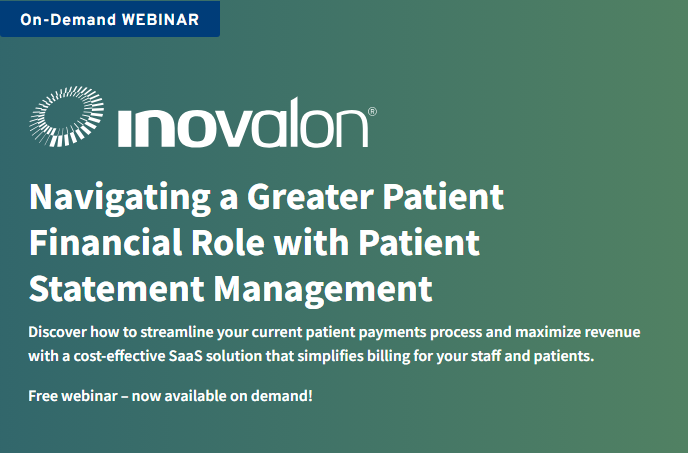 On-Demand WEBINAR
inovalon®
Navigating a Greater Patient
Financial Role with Patient
Statement Management
Discover how to streamline your current patient payments process and maximize revenue
with a cost-effective SaaS solution that simplifies billing for your staff and patients.
Free webinar – now available on demand!